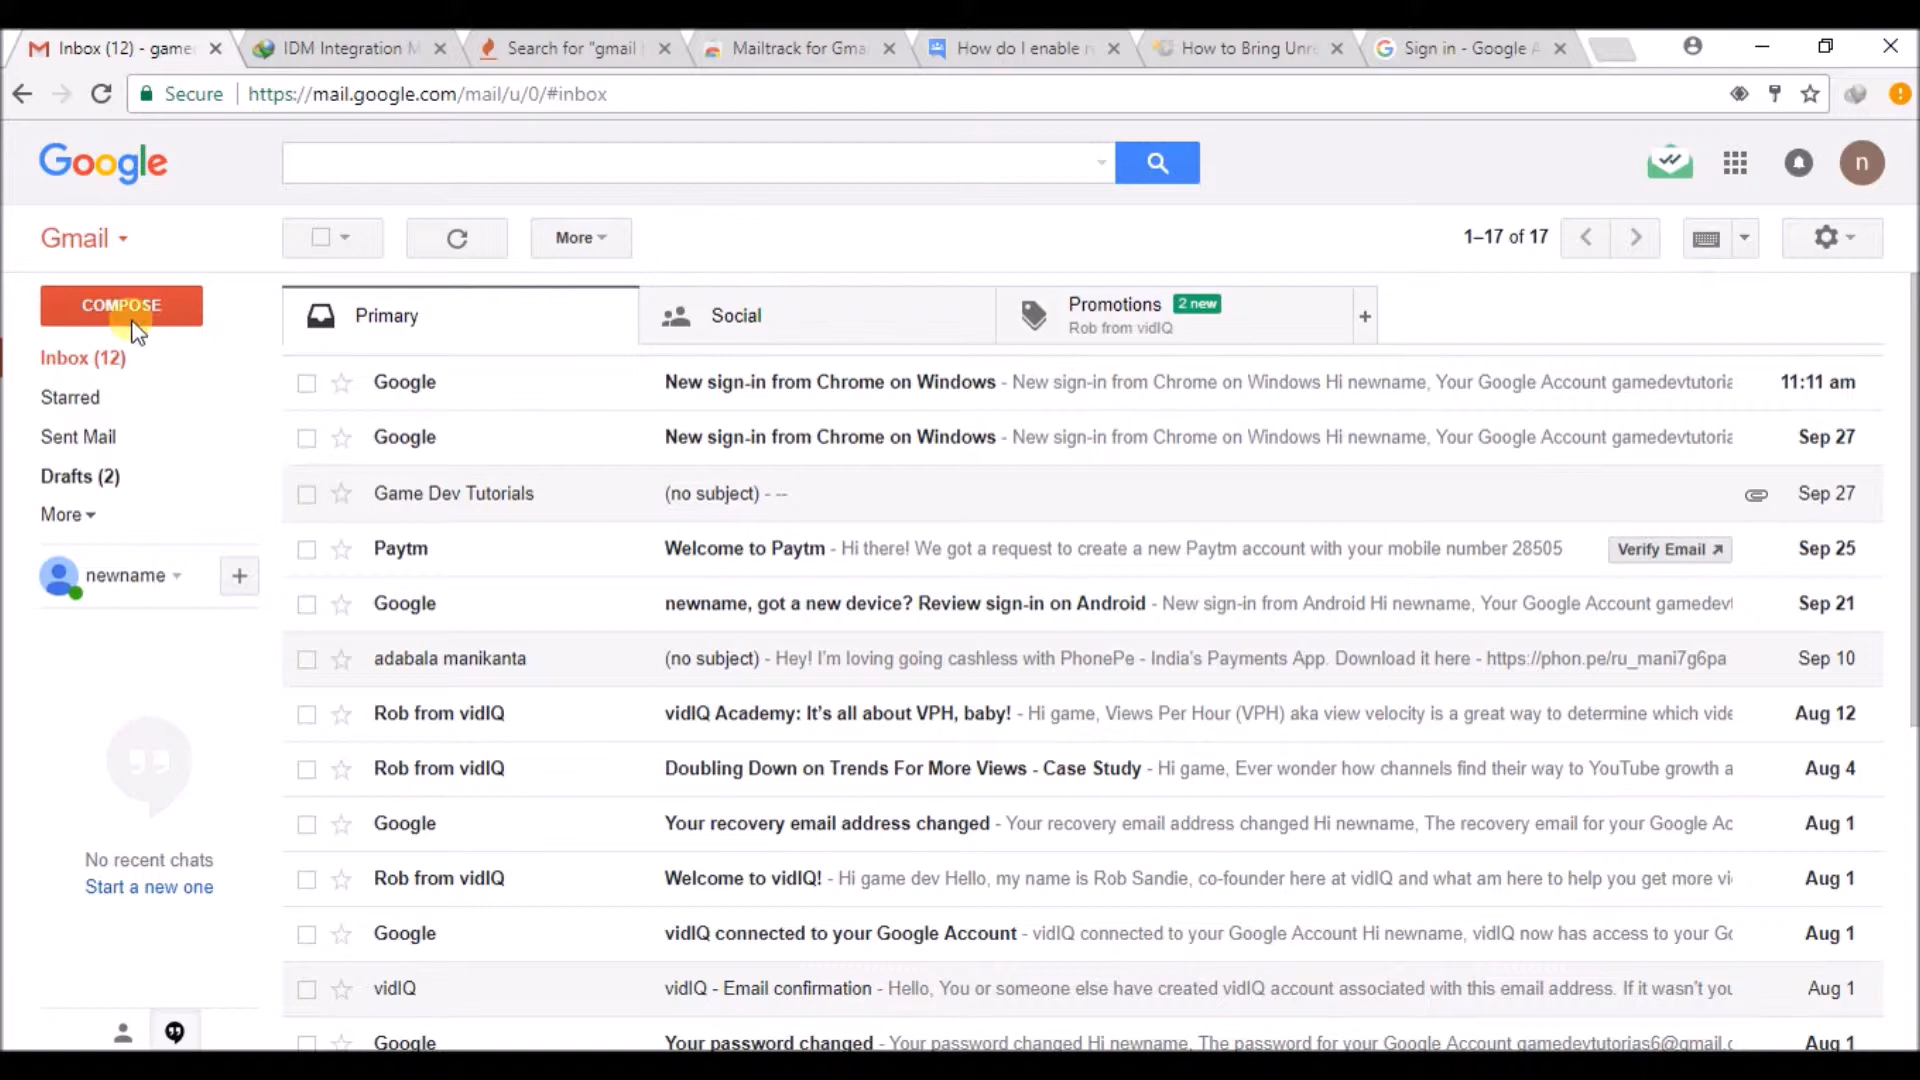 Inbox (12) - game
IDM Integration M
Search for "gmail
Mailtrack for Gma
How do I enable r
How to Bring Unre
Sign in - Google A
Secure
https://mail.google.com/mail/u/0/#inbox
Google
Gmail
More
1–17 of 17
COMPOSE
Inbox (12)
Starred
Sent Mail
Drafts (2)
More
newname
No recent chats
Start a new one
Primary
Social
Promotions 2 new
Rob from vidIQ
Google New sign-in from Chrome on Windows - New sign-in from Chrome on Windows Hi newname, Your Google Account gamedevtutoria 11:11 am
Google New sign-in from Chrome on Windows - New sign-in from Chrome on Windows Hi newname, Your Google Account gamedevtutoria Sep 27
Game Dev Tutorials (no subject) - -- Sep 27
Paytm Welcome to Paytm - Hi there! We got a request to create a new Paytm account with your mobile number 28505 Verify Email Sep 25
Google newname, got a new device? Review sign-in on Android - New sign-in from Android Hi newname, Your Google Account gamedevt Sep 21
adabala manikanta (no subject) - Hey! I'm loving going cashless with PhonePe - India's Payments App. Download it here - https://phon.pe/ru_mani7g6pa Sep 10
Rob from vidIQ vidIQ Academy: It's all about VPH, baby! - Hi game, Views Per Hour (VPH) aka view velocity is a great way to determine which vide Aug 12
Rob from vidIQ Doubling Down on Trends For More Views - Case Study - Hi game, Ever wonder how channels find their way to YouTube growth a Aug 4
Google Your recovery email address changed - Your recovery email address changed Hi newname, The recovery email for your Google Ac Aug 1
Rob from vidIQ Welcome to vidIQ! - Hi game dev Hello, my name is Rob Sandie, co-founder here at vidIQ and what am here to help you get more vi Aug 1
Google vidIQ connected to your Google Account - vidIQ connected to your Google Account Hi newname, vidIQ now has access to your Go Aug 1
vidIQ vidIQ - Email confirmation - Hello, You or someone else have created vidIQ account associated with this email address. If it wasn't you Aug 1
Google Your password changed - Your password changed Hi newname, The password for your Google Account gamedevtutorias6@gmail.c Aug 1
n